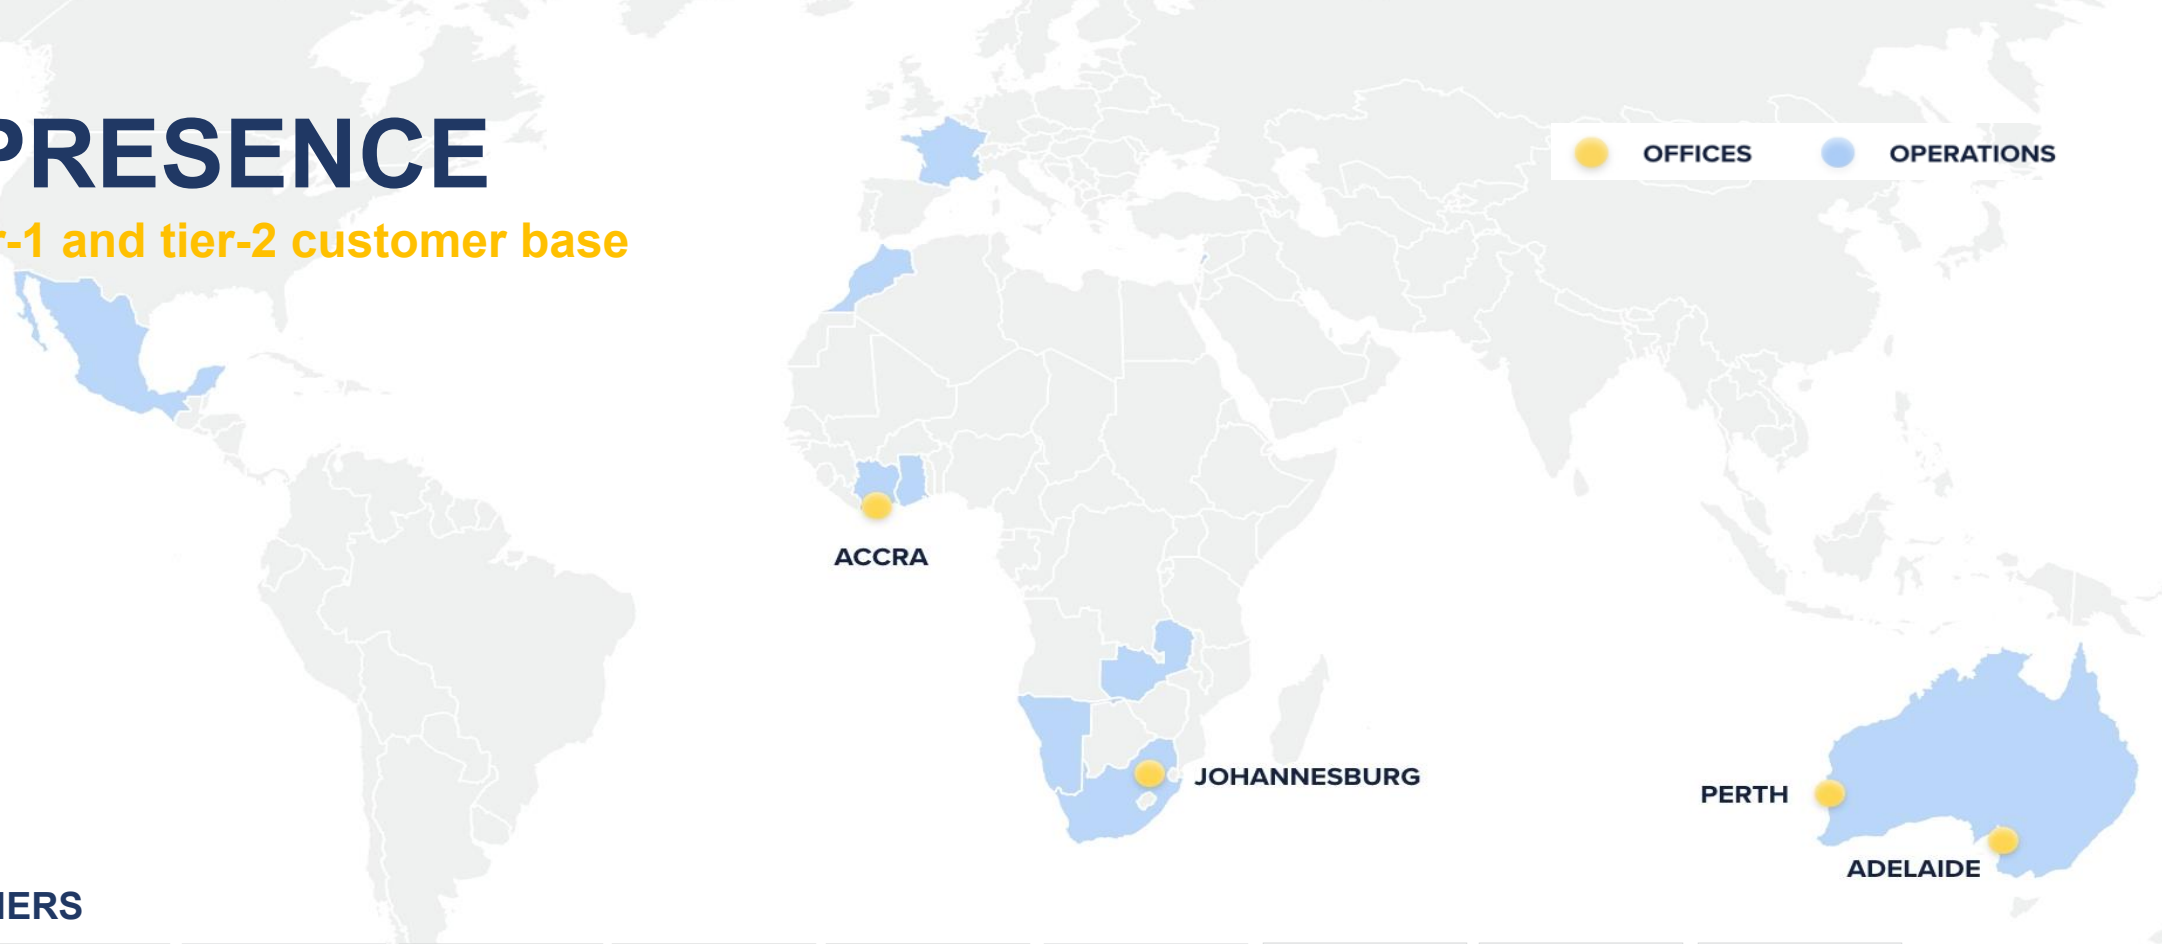 PRESENCE
r-1 and tier-2 customer base
OFFICES
OPERATIONS
ACCRA
JOHANNESBURG
PERTH
ADELAIDE
IERS